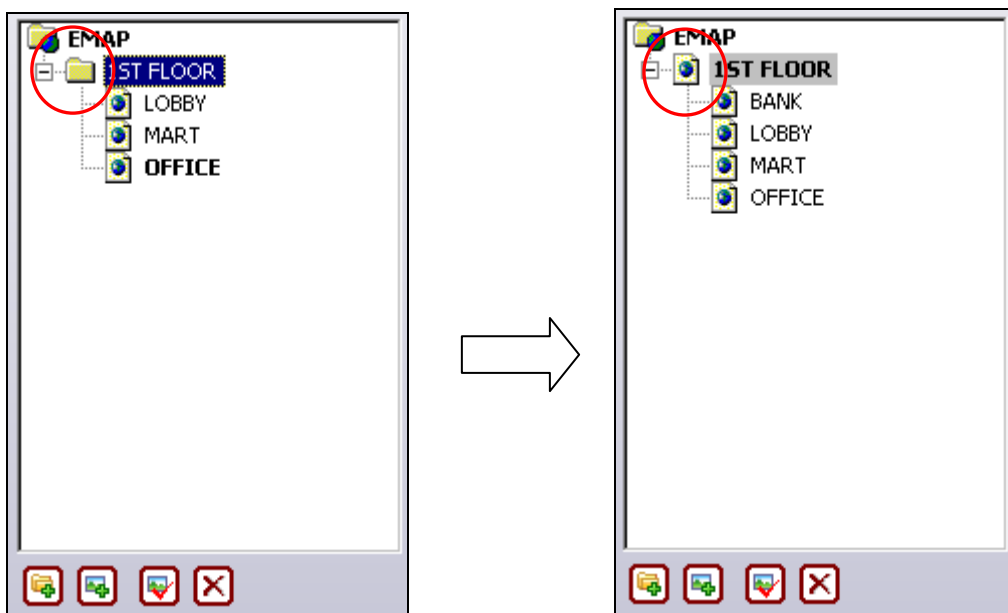 EMAP
1ST FLOOR
LOBBY
MART
OFFICE
EMAP
1ST FLOOR
BANK
LOBBY
MART
OFFICE